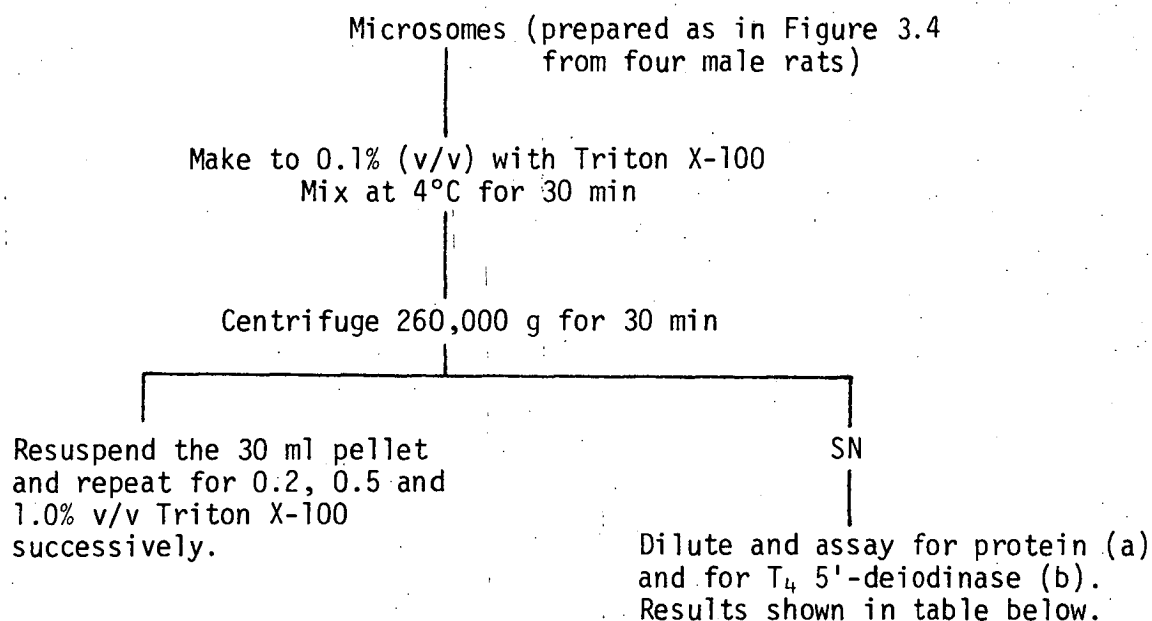 Microsomes (prepared as in Figure 3.4
from four male rats)
Make to 0.1% (v/v) with Triton X-100
Mix at 4°C for 30 min
Centrifuge 260,000 g for 30 min
Resuspend the 30 ml pellet
and repeat for 0.2, 0.5 and
1.0% v/v Triton X-100
successively.
SN
Dilute and assay for protein (a)
and for T₄ 5'-deiodinase (b).
Results shown in table below.